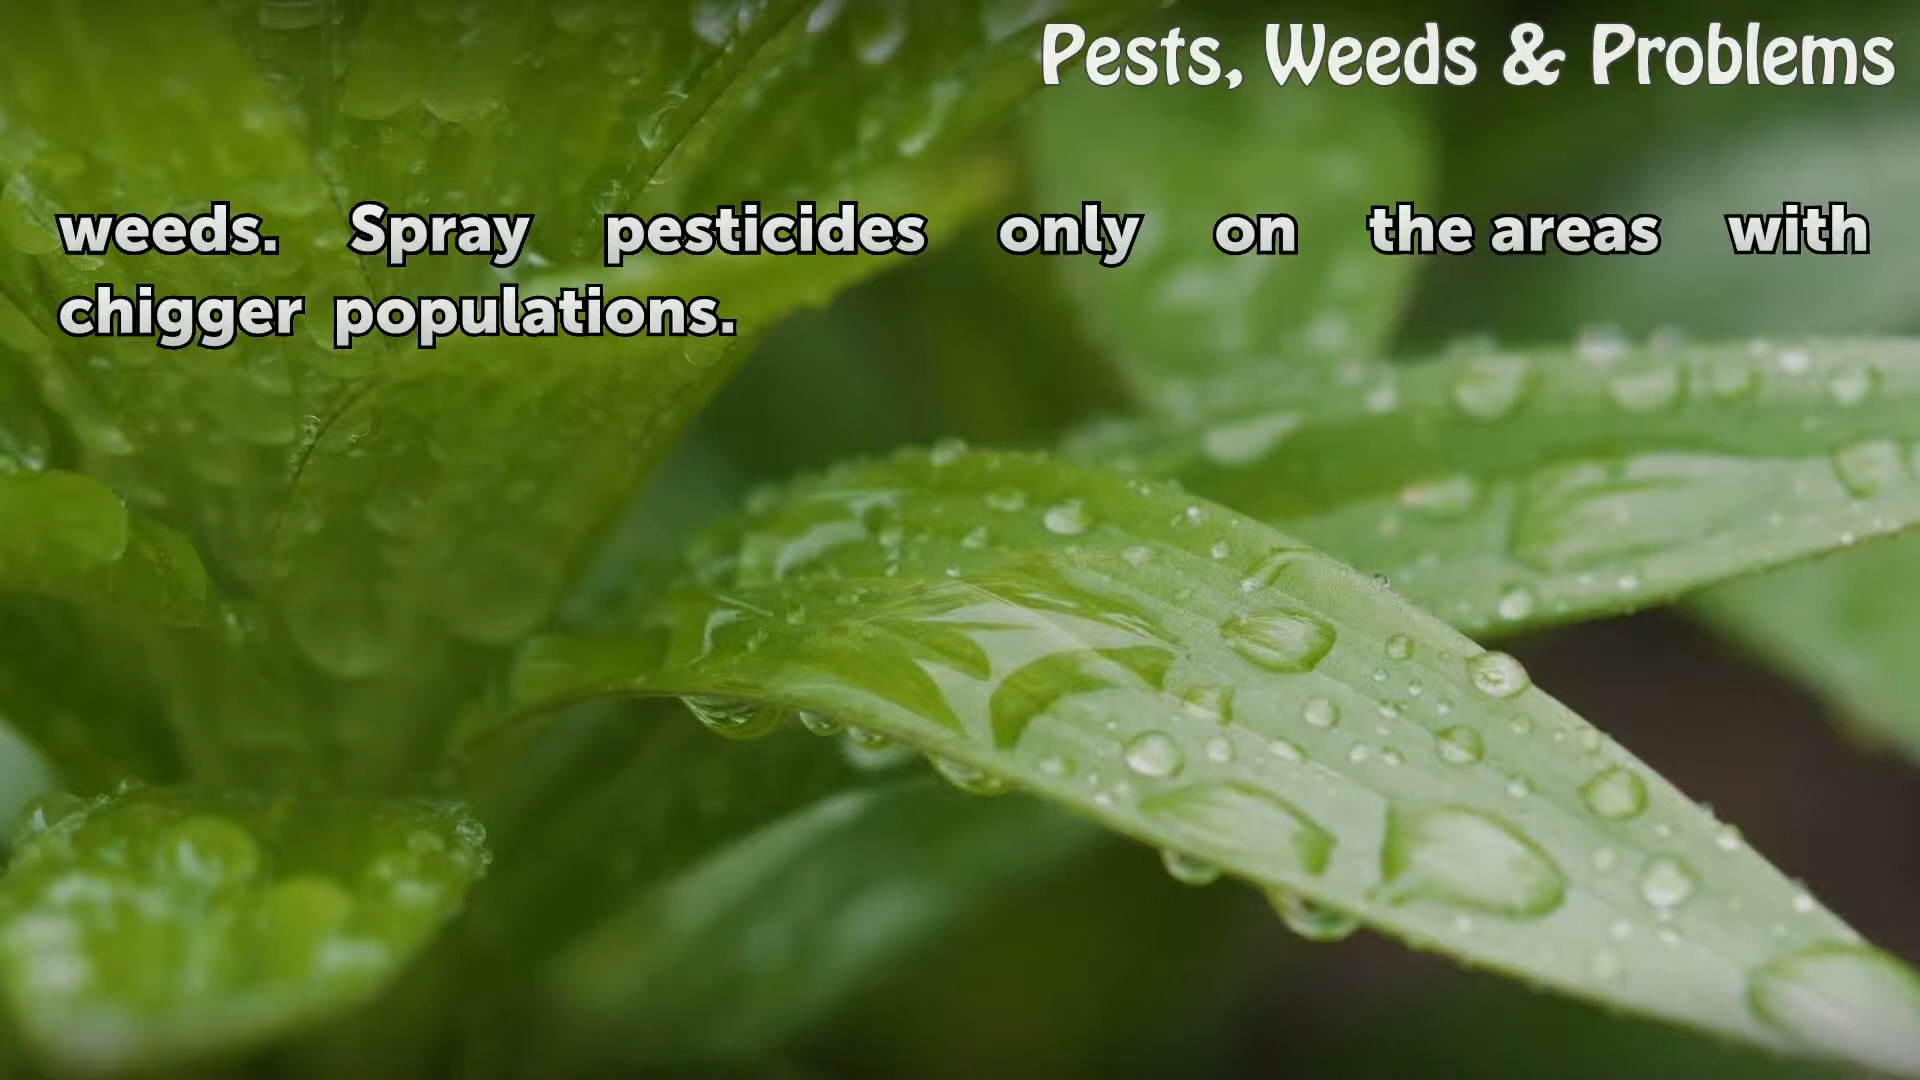 Pests, Weeds & Problems
weeds. Spray pesticides only on the areas with
chigger populations.